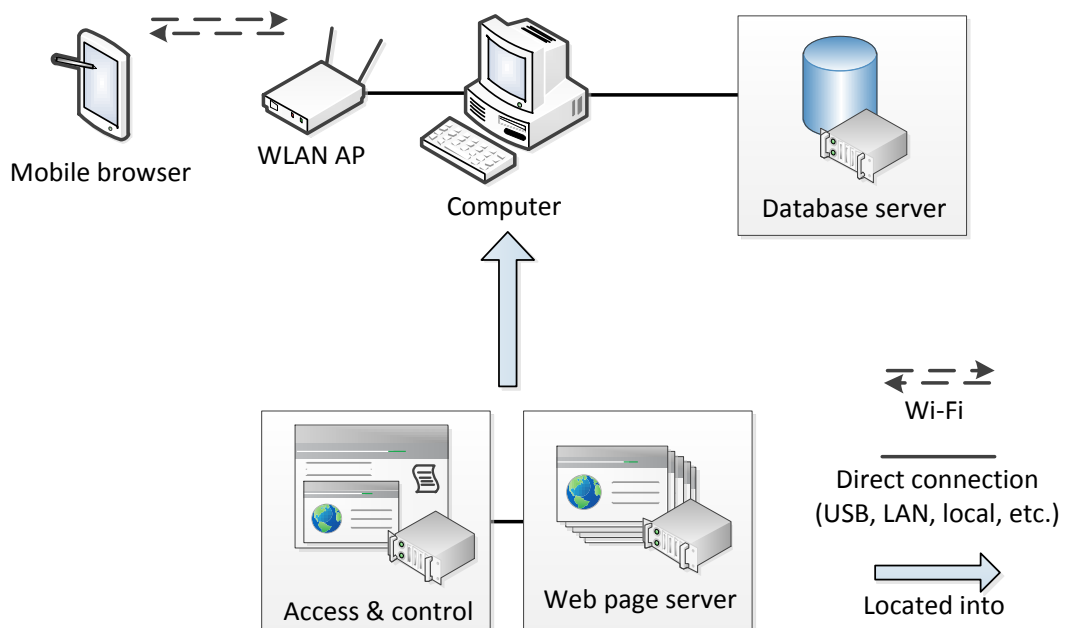 Mobile browser
WLAN AP
Computer
Database server
Wi-Fi
Direct connection
(USB, LAN, local, etc.)
Located into
Access & control
Web page server